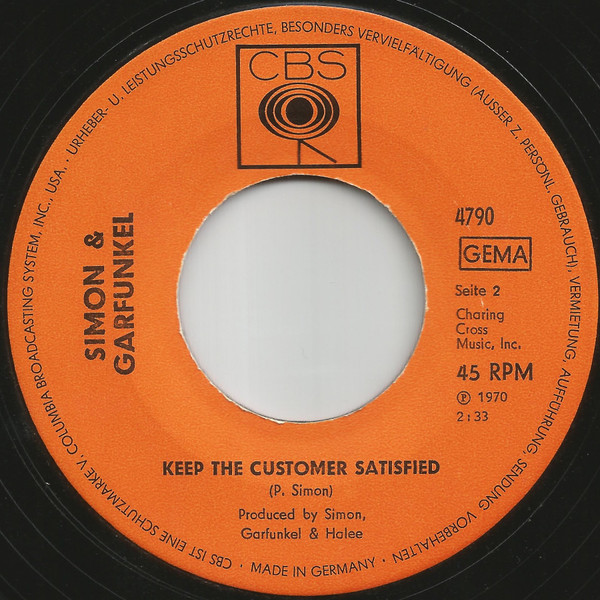 CBS IST EINE SCHUTZMARKE V. COLUMBIA BROADCASTING SYSTEM, INC., USA. · URHEBER- U. LEISTUNGSSCHUTZRECHTE, BESONDERS VERVIELFÄLTIGUNG (AUSSER Z. PERSÖNL. GEBRAUCH), VERMIETUNG, AUFFÜHRUNG, SENDUNG VORBEHALTEN
CBS
SIMON &
GARFUNKEL
4790
GEMA
Seite 2
Charing
Cross
Music, Inc.
45 RPM
Ⓟ 1970
2:33
KEEP THE CUSTOMER SATISFIED
(P. Simon)
Produced by Simon,
Garfunkel & Halee
· MADE IN GERMANY ·